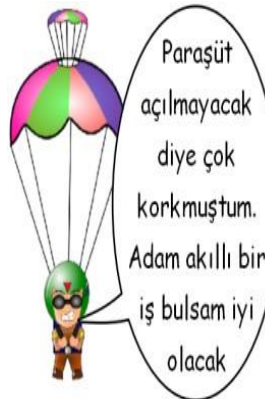 Paraşüt
açılmayacak
diye çok
korkmuştum.
Adam akıllı bir
iş bulsam iyi
olacak